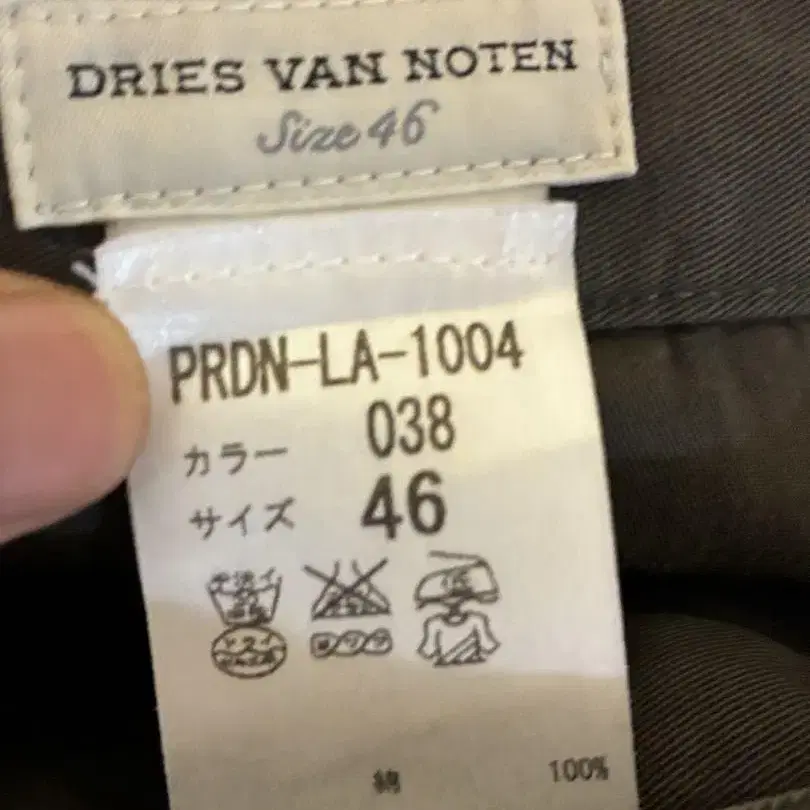 DRIES VAN NOTEN
Size 46
PRDN-LA-1004
カラー 038
サイズ 46
綿 100%